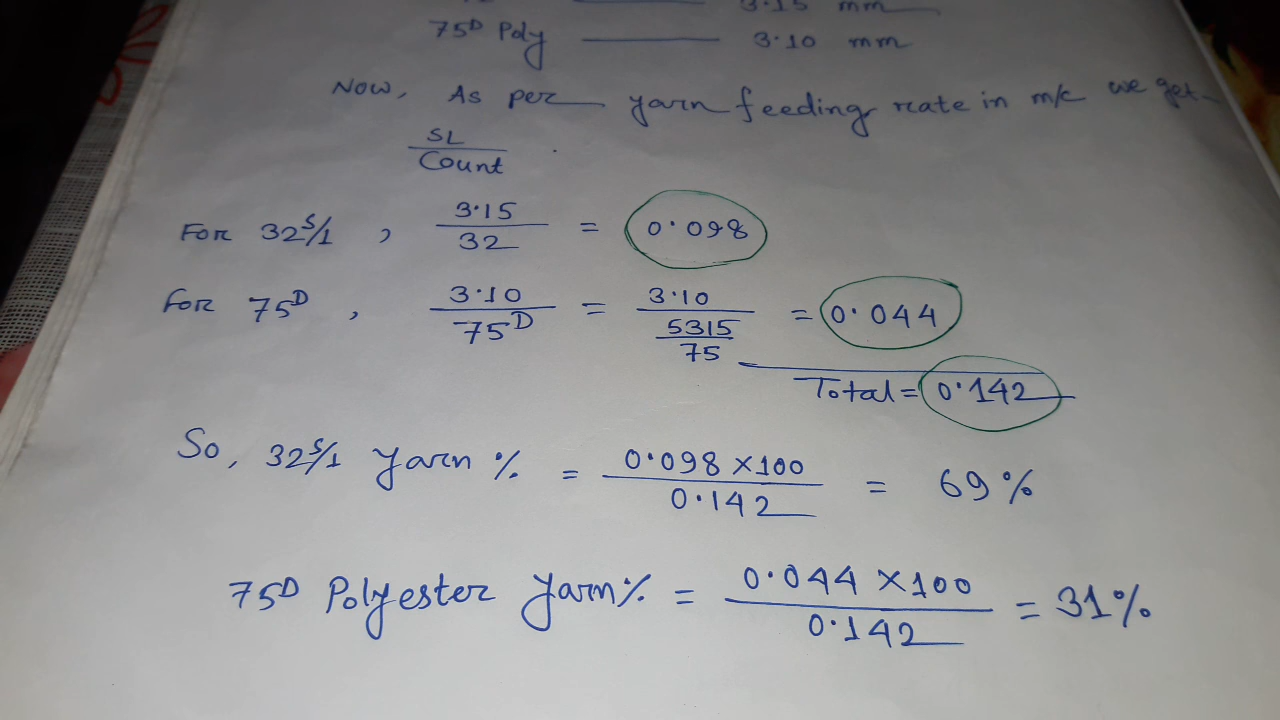 3.15 mm
75D Poly —— 3.10 mm
Now, As per yarn feeding rate in m/c we get-
SL
Count
For 32S/1 , 3.15 / 32 = 0.098
For 75D , 3.10 / 75D = 3.10 / 5315/75 = 0.044
Total = 0.142
So, 32S/1 yarn % = 0.098 ×100 / 0.142 = 69%
75D Polyester yarn% = 0.044 ×100 / 0.142 = 31%